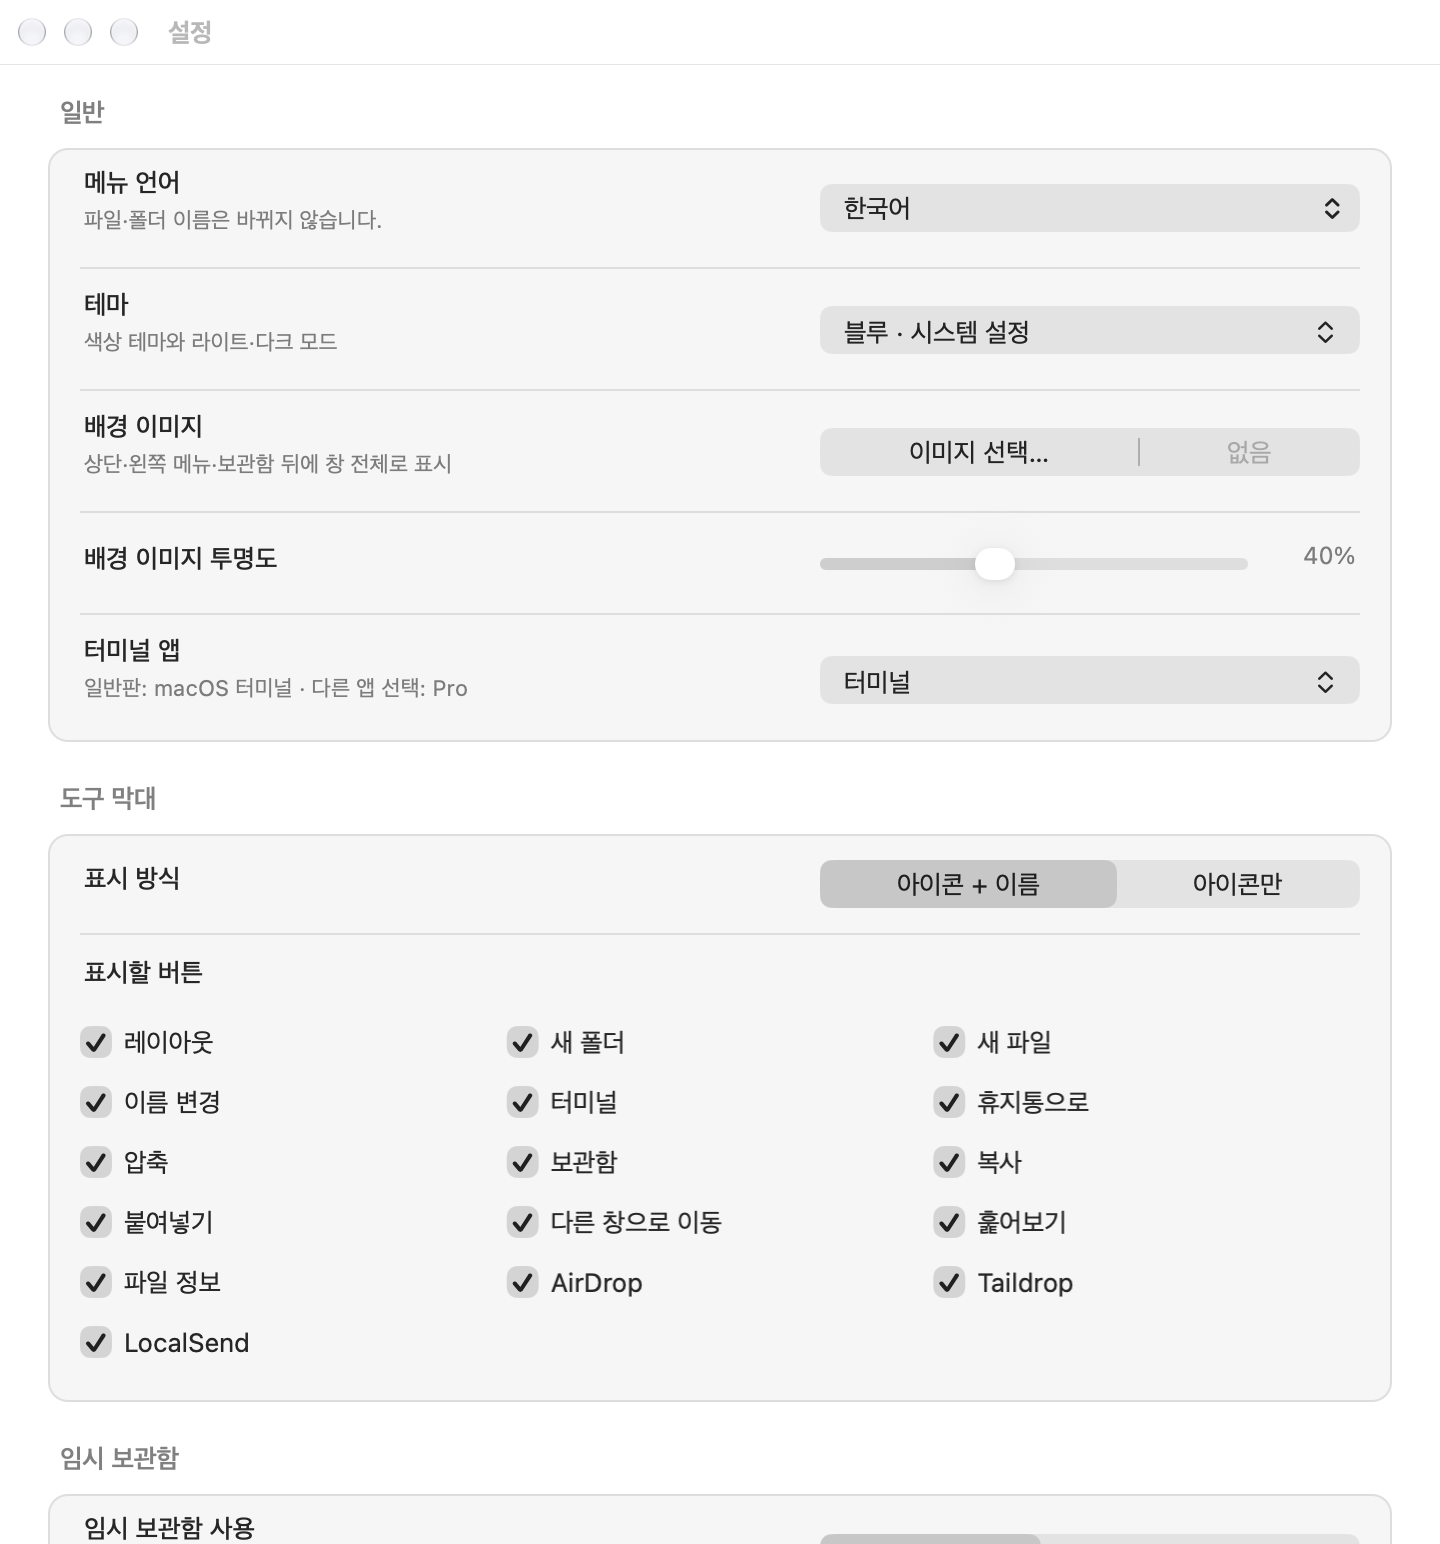 설정
일반
메뉴 언어
파일·폴더 이름은 바뀌지 않습니다.
한국어
테마
색상 테마와 라이트·다크 모드
블루 · 시스템 설정
배경 이미지
상단·왼쪽 메뉴·보관함 뒤에 창 전체로 표시
이미지 선택...
없음
배경 이미지 투명도
40%
터미널 앱
일반판: macOS 터미널 · 다른 앱 선택: Pro
터미널
도구 막대
표시 방식
아이콘 + 이름
아이콘만
표시할 버튼
레이아웃
새 폴더
새 파일
이름 변경
터미널
휴지통으로
압축
보관함
복사
붙여넣기
다른 창으로 이동
훑어보기
파일 정보
AirDrop
Taildrop
LocalSend
임시 보관함
임시 보관함 사용